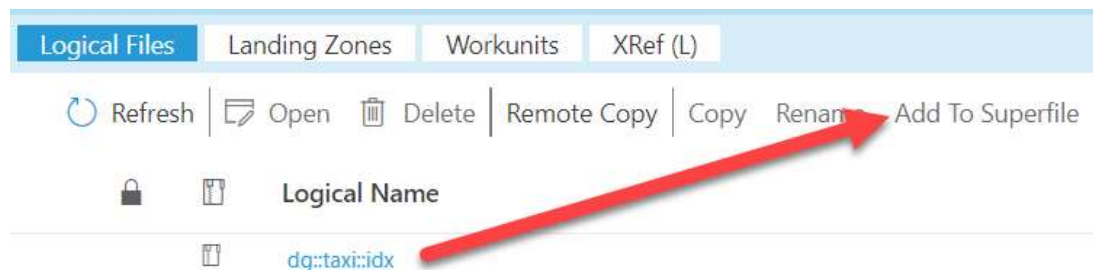 Logical Files Landing Zones Workunits XRef (L)
Refresh Open Delete Remote Copy Copy Rename Add To Superfile
Logical Name
dg::taxi::idx